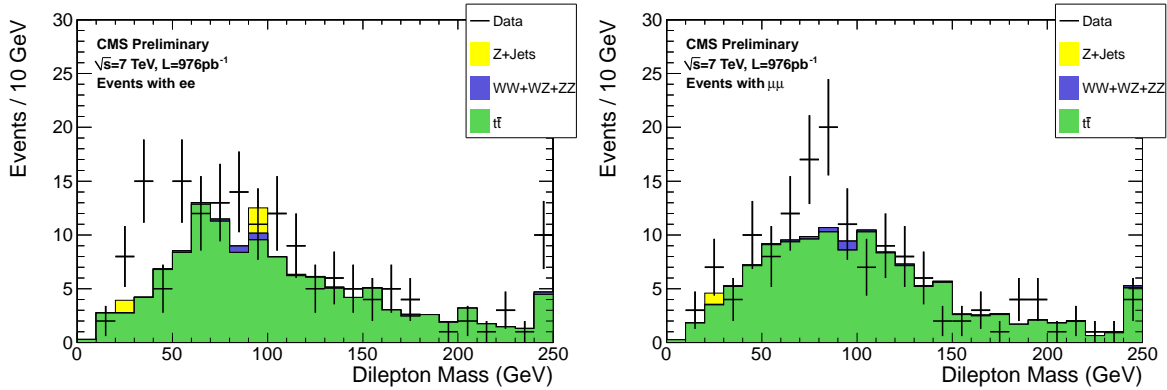 Events / 10 GeV
30
25
20
15
10
5
0
0 50 100 150 200 250
Dilepton Mass (GeV)
CMS Preliminary
√s=7 TeV, L=976pb⁻¹
Events with ee
Data
Z+Jets
WW+WZ+ZZ
tt̄
Events / 10 GeV
30
25
20
15
10
5
0
0 50 100 150 200 250
Dilepton Mass (GeV)
CMS Preliminary
√s=7 TeV, L=976pb⁻¹
Events with μμ
Data
Z+Jets
WW+WZ+ZZ
tt̄